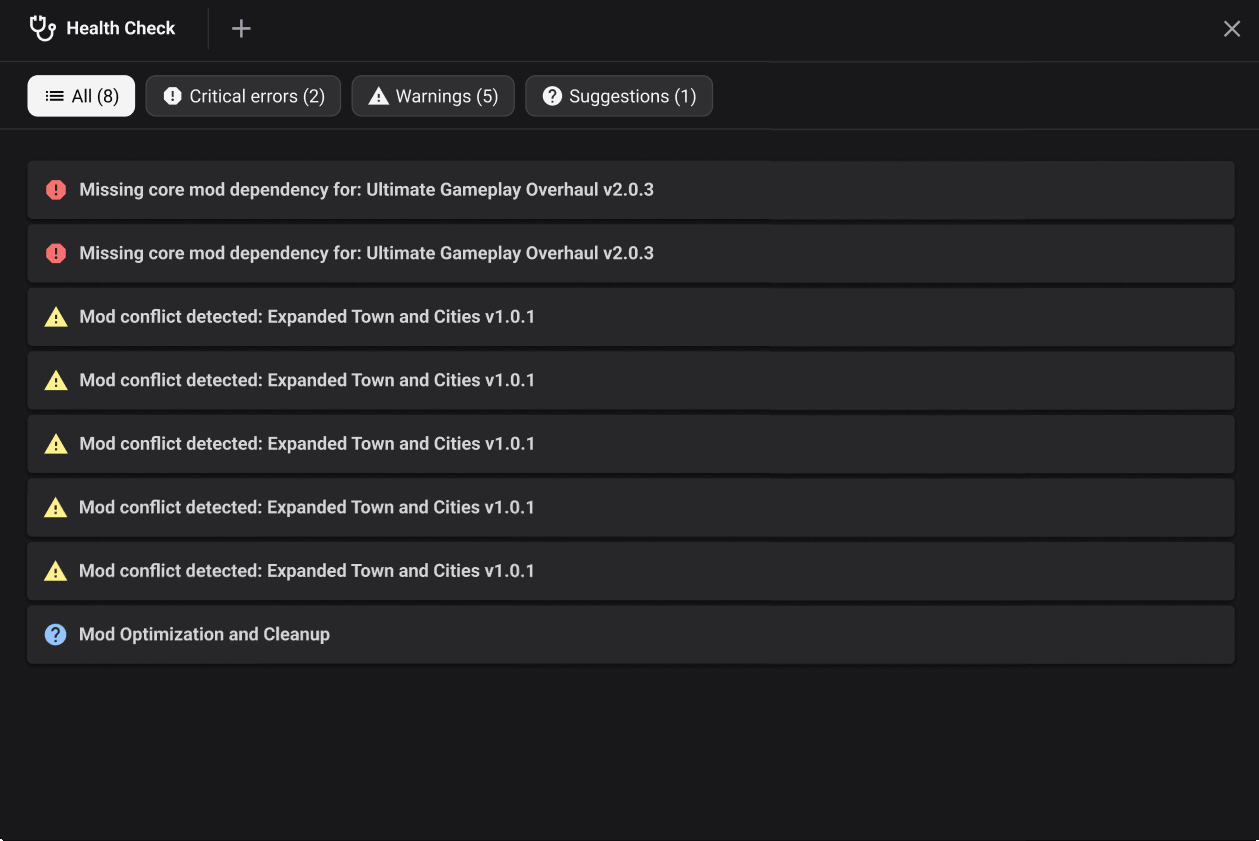 Health Check
All (8)
Critical errors (2)
Warnings (5)
Suggestions (1)
Missing core mod dependency for: Ultimate Gameplay Overhaul v2.0.3
Missing core mod dependency for: Ultimate Gameplay Overhaul v2.0.3
Mod conflict detected: Expanded Town and Cities v1.0.1
Mod conflict detected: Expanded Town and Cities v1.0.1
Mod conflict detected: Expanded Town and Cities v1.0.1
Mod conflict detected: Expanded Town and Cities v1.0.1
Mod conflict detected: Expanded Town and Cities v1.0.1
Mod Optimization and Cleanup